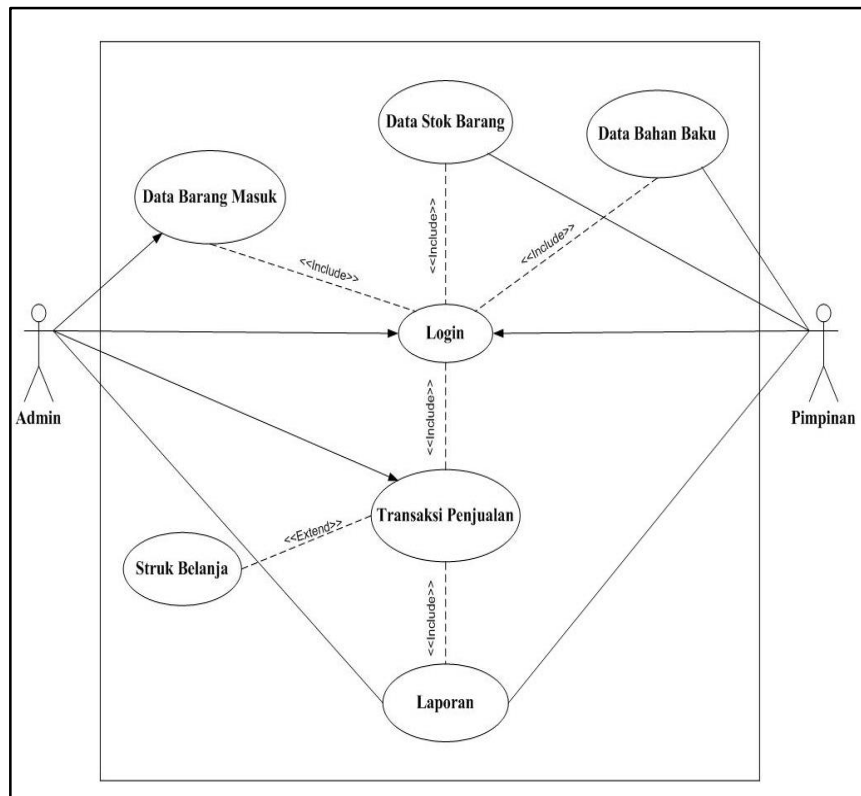 Data Stok Barang
Data Bahan Baku
Data Barang Masuk
<<Include>>
<<Include>>
<<Include>>
Login
Admin
Pimpinan
<<Include>>
Transaksi Penjualan
<<Extend>>
Struk Belanja
<<Include>>
Laporan